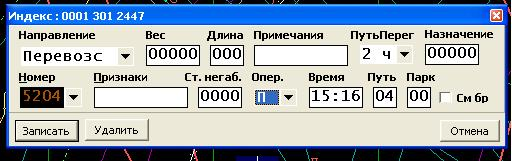 Индекс : 0001 301 2447
Направление Вес Длина Примечания ПутьПерег Назначение
Перевозс 00000 000 2 ч 00000
Номер Признаки Ст. негаб. Опер. Время Путь Парк
5204 0000 П 15:16 04 00 См бр
Записать Удалить Отмена